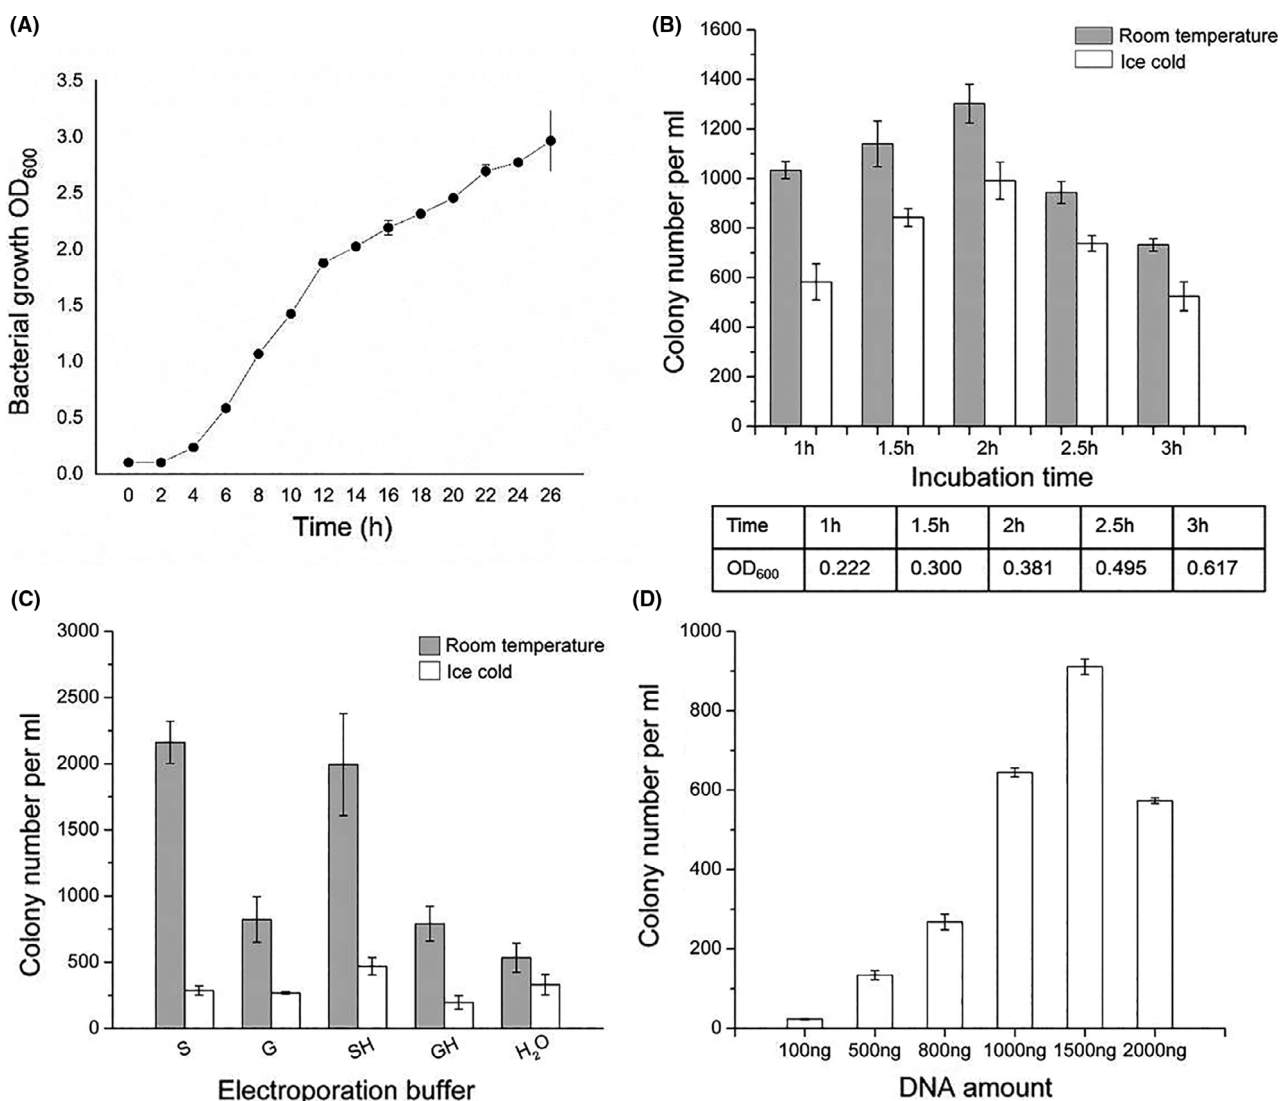 (A)
Bacterial growth OD600
3.5
3.0
2.5
2.0
1.5
1.0
0.5
0.0
0 2 4 6 8 10 12 14 16 18 20 22 24 26
Time (h)
(B)
Colony number per ml
1600
1400
1200
1000
800
600
400
200
0
Room temperature
Ice cold
1h 1.5h 2h 2.5h 3h
Incubation time
Time 1h 1.5h 2h 2.5h 3h
OD600 0.222 0.300 0.381 0.495 0.617
(C)
Colony number per ml
3000
2500
2000
1500
1000
500
0
Room temperature
Ice cold
S G SH GH H2O
Electroporation buffer
(D)
Colony number per ml
1000
800
600
400
200
0
100ng 500ng 800ng 1000ng 1500ng 2000ng
DNA amount